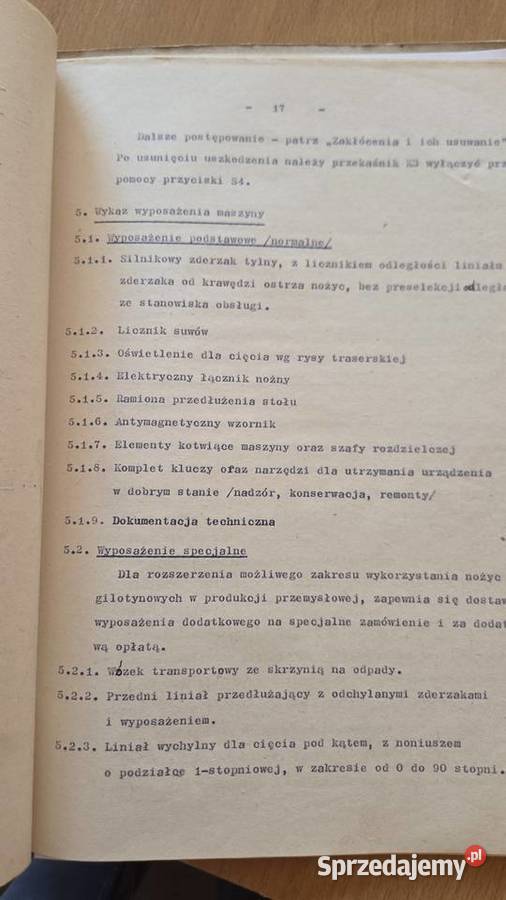 - 17 -
Dalsze postępowanie - patrz „Zakłócenia i ich usuwanie"
Po usunięciu uszkodzenia należy przekaźnik K3 wyłączyć prz
pomocy przyciski S4.
5. Wykaz wyposażenia maszyny
5.1. Wyposażenie podstawowe /normalne/
5.1.1. Silnikowy zderzak tylny, z licznikiem odległości liniału
zderzaka od krawędzi ostrza nożyc, bez preselekcji odległo
ze stanowiska obsługi.
5.1.2. Licznik suwów
5.1.3. Oświetlenie dla cięcia wg rysy traserskiej
5.1.4. Elektryczny łącznik nożny
5.1.5. Ramiona przedłużenia stołu
5.1.6. Antymagnetyczny wzornik
5.1.7. Elementy kotwiące maszyny oraz szafy rozdzielczej
5.1.8. Komplet kluczy oraz narzędzi dla utrzymania urządzenia
w dobrym stanie /nadzór, konserwacja, remonty/
5.1.9. Dokumentacja techniczna
5.2. Wyposażenie specjalne
Dla rozszerzenia możliwego zakresu wykorzystania nożyc
gilotynowych w produkcji przemysłowej, zapewnia się dostaw
wyposażenia dodatkowego na specjalne zamówienie i za dodat
wą opłatą.
5.2.1. Wózek transportowy ze skrzynią na odpady.
5.2.2. Przedni liniał przedłużający z odchylanymi zderzakami
i wyposażeniem.
5.2.3. Liniał wychylny dla cięcia pod kątem, z noniuszem
o podziałce 1-stopniowej, w zakresie od 0 do 90 stopni.
Sprzedajemy.pl